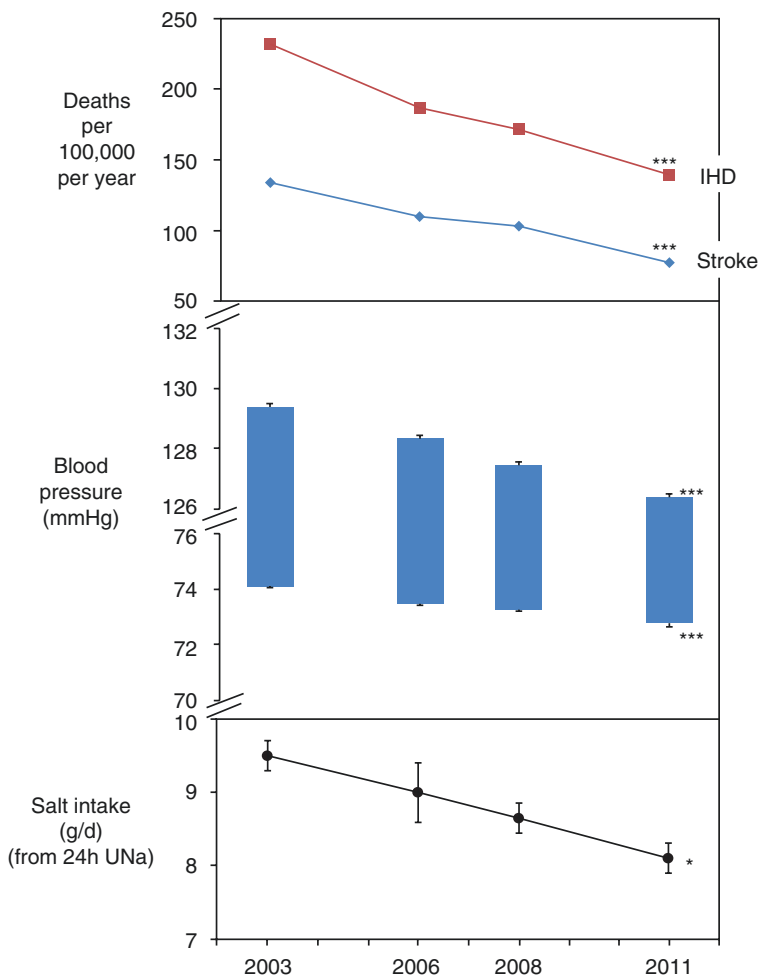 250
200
150
100
50
Deaths
per
100,000
per year
***
IHD
***
Stroke
132
130
128
126
76
74
72
70
Blood
pressure
(mmHg)
***
***
10
9
8
7
Salt intake
(g/d)
(from 24h UNa)
*
2003 2006 2008 2011